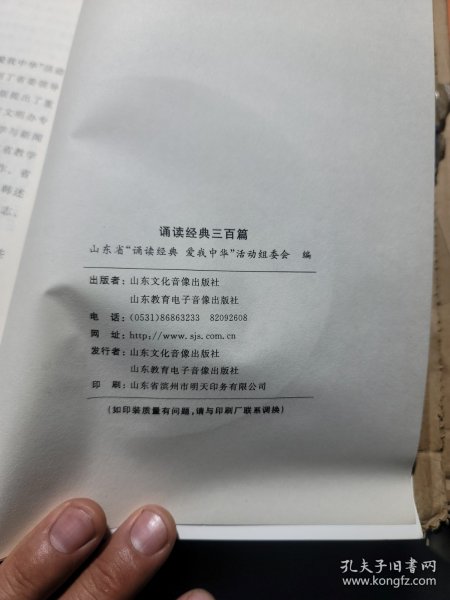 爱我中华”活动
诵读经典三百篇
山东省“诵读经典 爱我中华”活动组委会 编
出版者：山东文化音像出版社
山东教育电子音像出版社
电 话：(0531)86863233 82092608
网 址：http://www.sjs.com.cn
发行者：山东文化音像出版社
山东教育电子音像出版社
印 刷：山东省滨州市明天印务有限公司
(如印装质量有问题,请与印刷厂联系调换)
孔夫子旧书网
www.kongfz.com